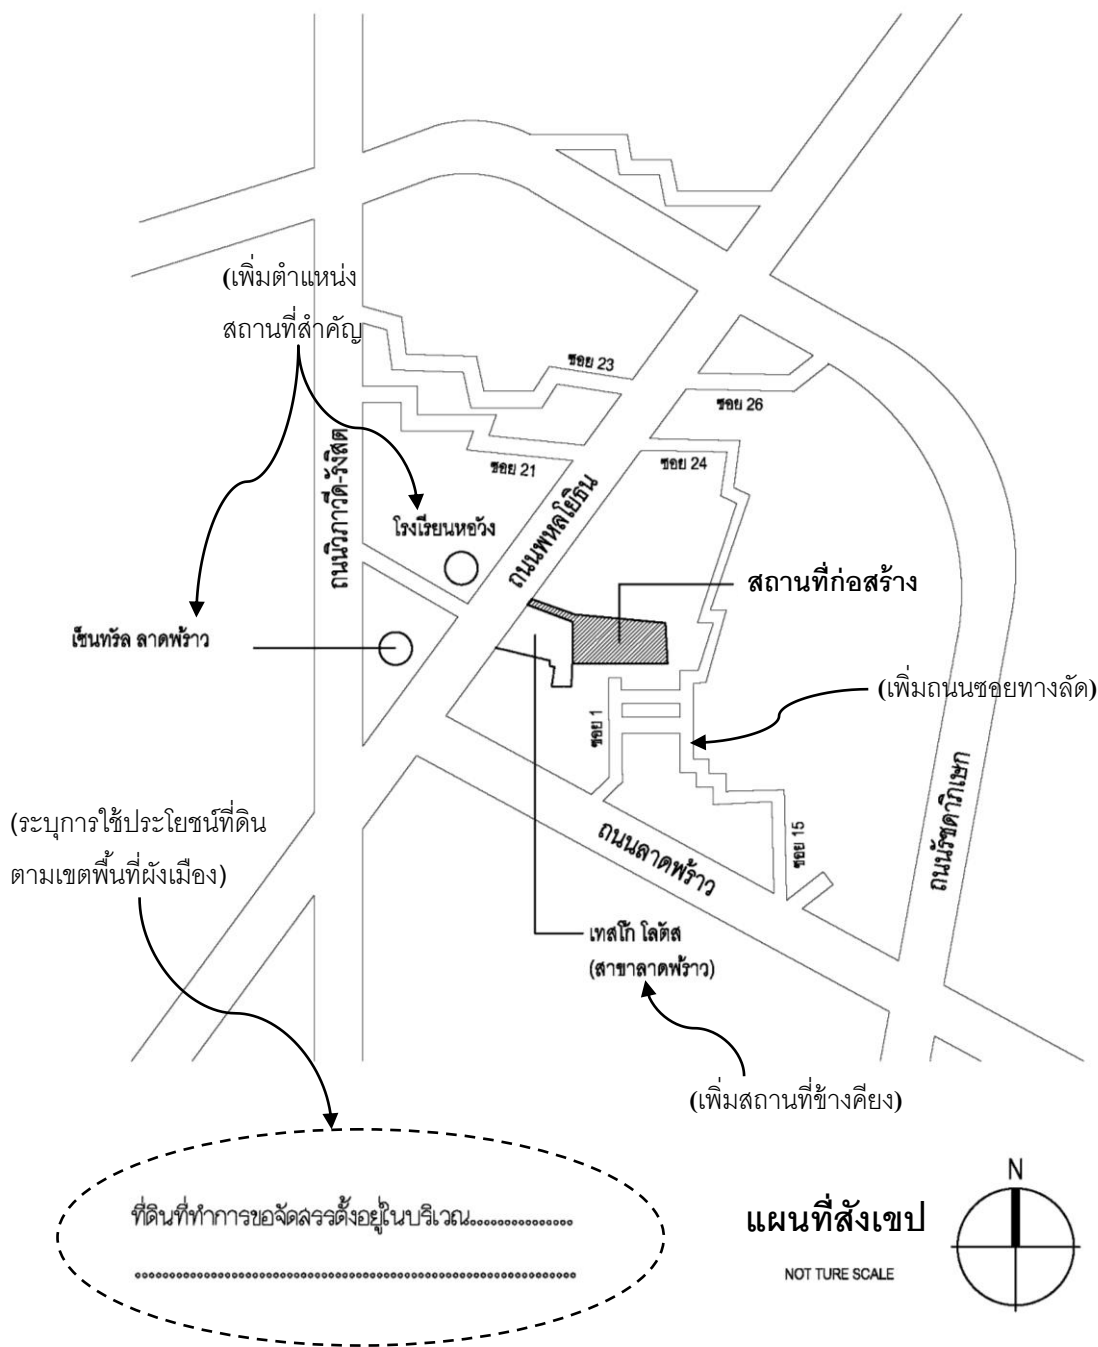 (เพิ่มตำแหน่ง
สถานที่สำคัญ
ซอย 23
ซอย 26
ซอย 21
ซอย 24
ถนนวิภาวดี-รังสิต
ถนนพหลโยธิน
โรงเรียนหอวัง
สถานที่ก่อสร้าง
เซ็นทรัล ลาดพร้าว
(เพิ่มถนนซอยทางลัด)
ซอย 1
ถนนรัชดาภิเษก
(ระบุการใช้ประโยชน์ที่ดิน
ตามเขตพื้นที่ผังเมือง)
ถนนลาดพร้าว
ซอย 15
เทสโก้ โลตัส
(สาขาลาดพร้าว)
(เพิ่มสถานที่ข้างคียง)
ที่ดินที่ทำการขอจัดสรรตั้งอยู่ในบริเวณ...............
................................................................
N
แผนที่สังเขป
NOT TURE SCALE